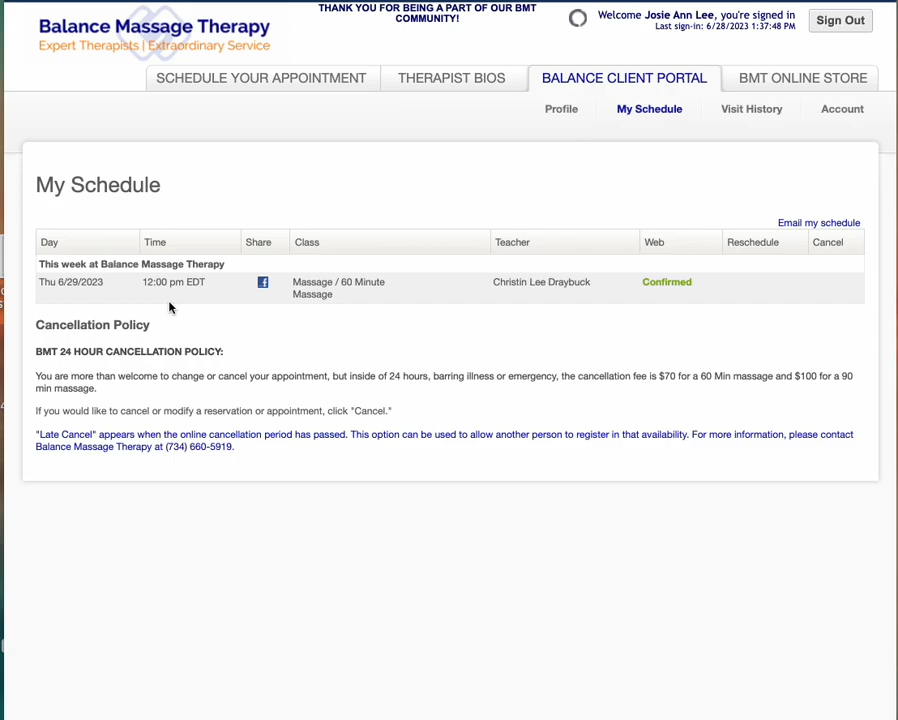 THANK YOU FOR BEING A PART OF OUR BMT
COMMUNITY!
Balance Massage Therapy
Expert Therapists | Extraordinary Service
Welcome Josie Ann Lee, you're signed in
Last sign-in: 6/28/2023 1:37:48 PM
Sign Out
SCHEDULE YOUR APPOINTMENT
THERAPIST BIOS
BALANCE CLIENT PORTAL
BMT ONLINE STORE
Profile
My Schedule
Visit History
Account
My Schedule
Email my schedule
Day Time Share Class Teacher Web Reschedule Cancel
This week at Balance Massage Therapy
Thu 6/29/2023 12:00 pm EDT f Massage / 60 Minute Christin Lee Draybuck Confirmed
Massage
Cancellation Policy
BMT 24 HOUR CANCELLATION POLICY:
You are more than welcome to change or cancel your appointment, but inside of 24 hours, barring illness or emergency, the cancellation fee is $70 for a 60 Min massage and $100 for a 90
min massage.
If you would like to cancel or modify a reservation or appointment, click "Cancel."
"Late Cancel" appears when the online cancellation period has passed. This option can be used to allow another person to register in that availability. For more information, please contact
Balance Massage Therapy at (734) 660-5919.